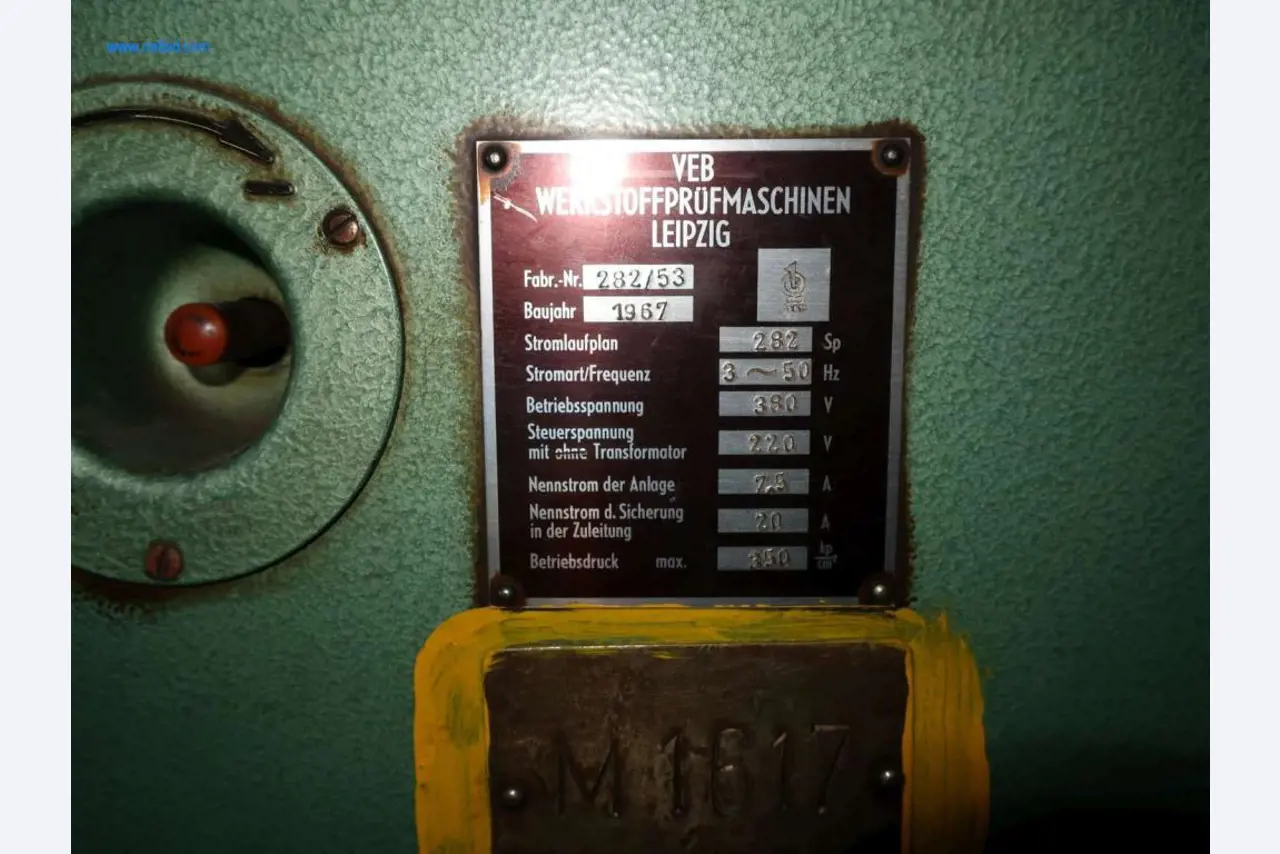 VEB
WERKSTOFFPRÜFMASCHINEN
LEIPZIG
Fabr.-Nr. 282/53
Baujahr 1967
Stromlaufplan 282 Sp
Stromart/Frequenz 3 ~ 50 Hz
Betriebsspannung 380 V
Steuerspannung
mit ohne Transformator 220 V
Nennstrom der Anlage 7,5 A
Nennstrom d. Sicherung
in der Zuleitung 20 A
Betriebsdruck max. 350 kp/cm²
M 1617